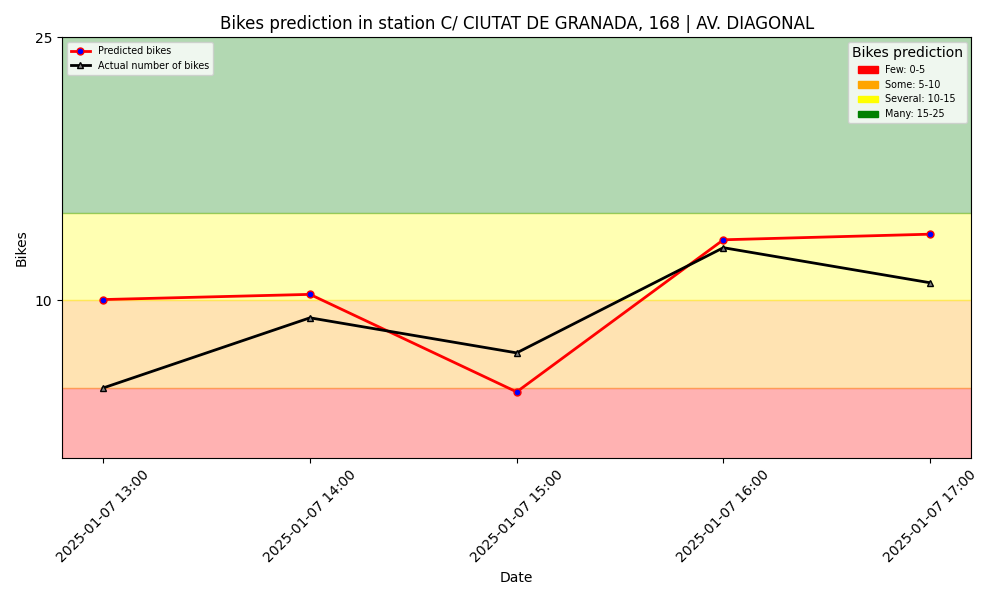 Bikes prediction in station C/ CIUTAT DE GRANADA, 168 | AV. DIAGONAL
25
Predicted bikes
Actual number of bikes
Bikes prediction
Few: 0-5
Some: 5-10
Several: 10-15
Many: 15-25
Bikes
10
2025-01-07 13:00
2025-01-07 14:00
2025-01-07 15:00
2025-01-07 16:00
2025-01-07 17:00
Date